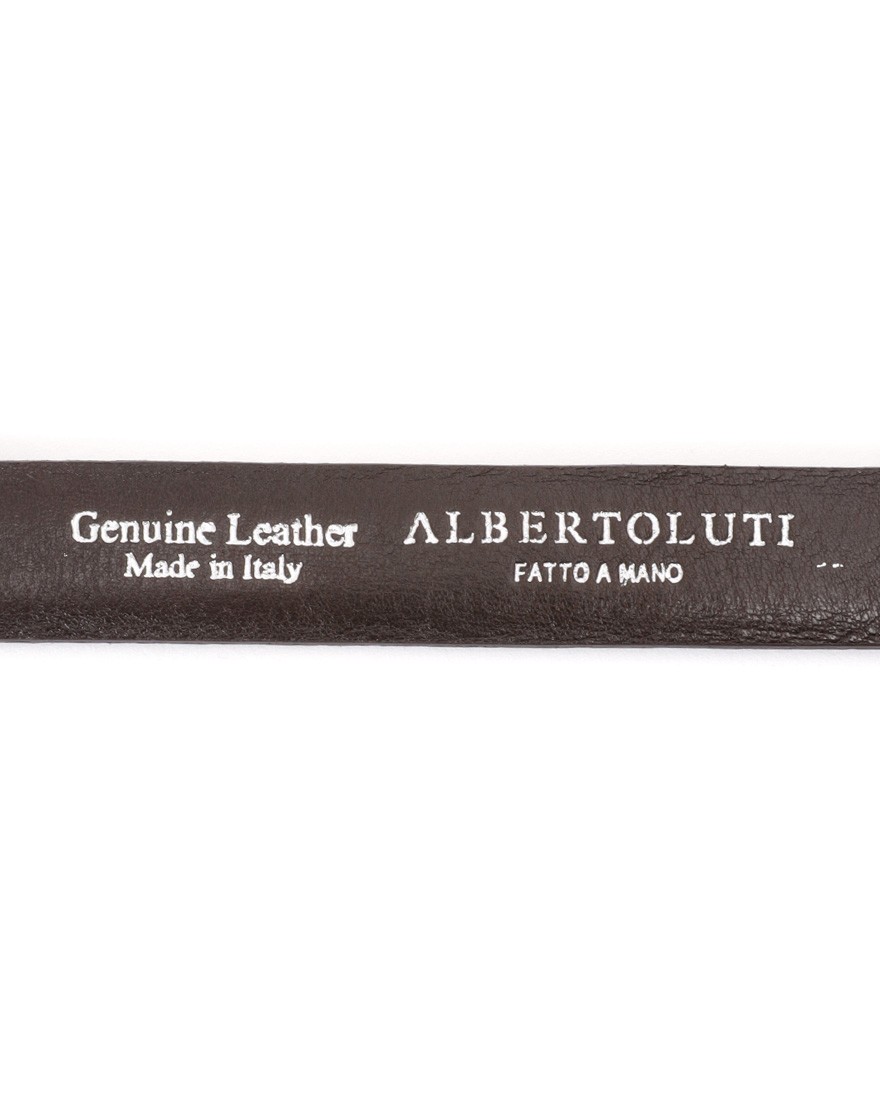 Genuine Leather
Made in Italy
ALBERTOLUTI
FATTO A MANO